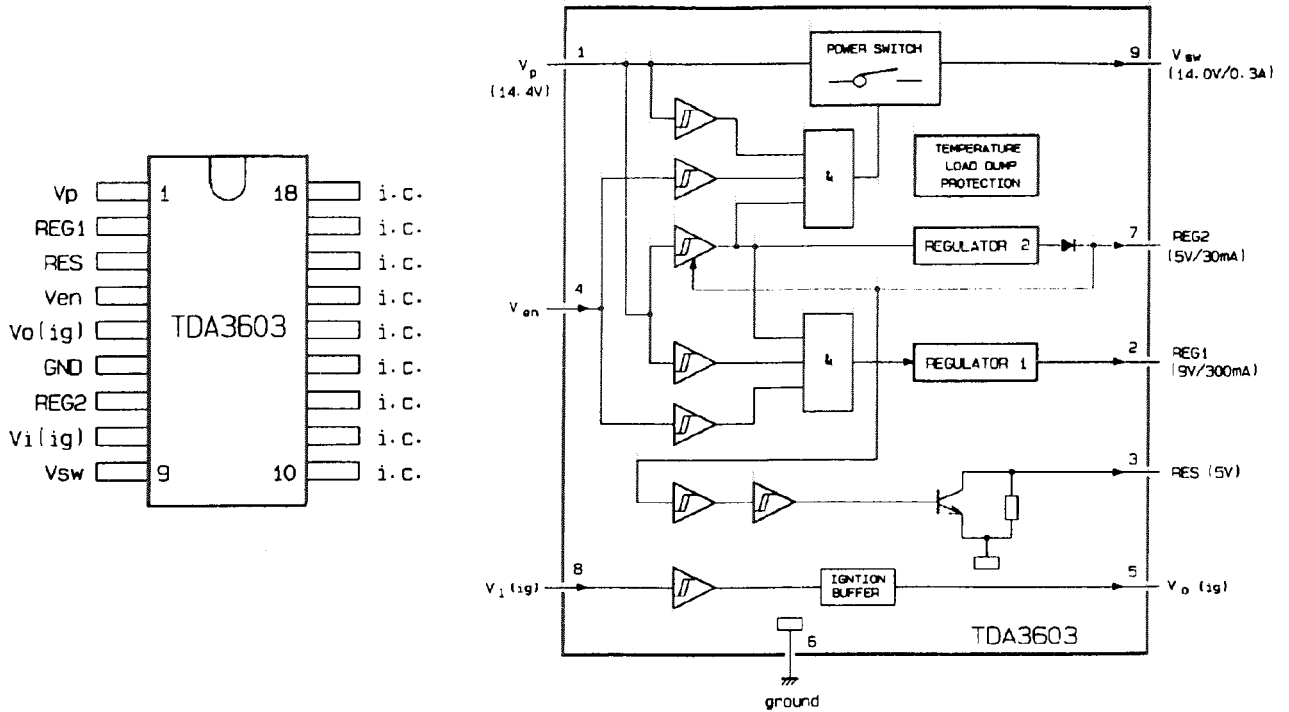 Vp 1 18 i.c.
REG1 i.c.
RES i.c.
Ven i.c.
Vo(ig) TDA3603 i.c.
GND i.c.
REG2 i.c.
Vi(ig) i.c.
Vsw 9 10 i.c.
Vp
(14.4V)
1
POWER SWITCH
9
Vsw
(14.0V/0.3A)
&
TEMPERATURE
LOAD DUMP
PROTECTION
REGULATOR 2
7
REG2
(5V/30mA)
4
Ven
&
REGULATOR 1
2
REG1
(9V/300mA)
3
RES (5V)
8
Vi (ig)
IGNTION
BUFFER
5
Vo (ig)
6
TDA3603
ground